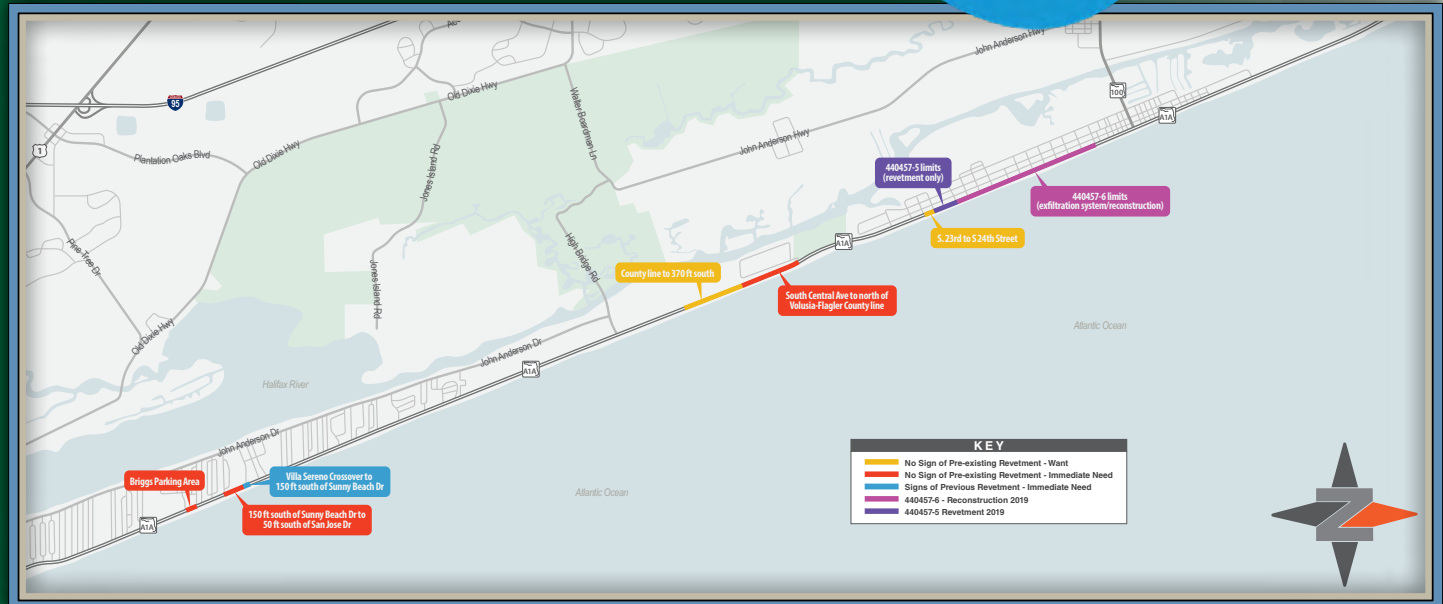 Old Dixie Hwy
John Anderson Hwy
95
100
A1A
1
Plantation Oaks Blvd
Old Dixie Hwy
Walter Boardman Ln
John Anderson Hwy
Jones Island Rd
440457-5 limits
(revetment only)
440457-6 limits
(exfiltration system/reconstruction)
S. 23rd to S 24th Street
A1A
Pine Tree Dr
High Bridge Rd
County line to 370 ft south
South Central Ave to north of
Volusia-Flagler County line
Jones Island Rd
Old Dixie Hwy
Atlantic Ocean
John Anderson Dr
A1A
Halifax River
John Anderson Dr
Briggs Parking Area
Villa Sereno Crossover to
150 ft south of Sunny Beach Dr
150 ft south of Sunny Beach Dr to
50 ft south of San Jose Dr
A1A
Atlantic Ocean
KEY
No Sign of Pre-existing Revetment - Want
No Sign of Pre-existing Revetment - Immediate Need
Signs of Previous Revetment - Immediate Need
440457-6 - Reconstruction 2019
440457-5 Revetment 2019